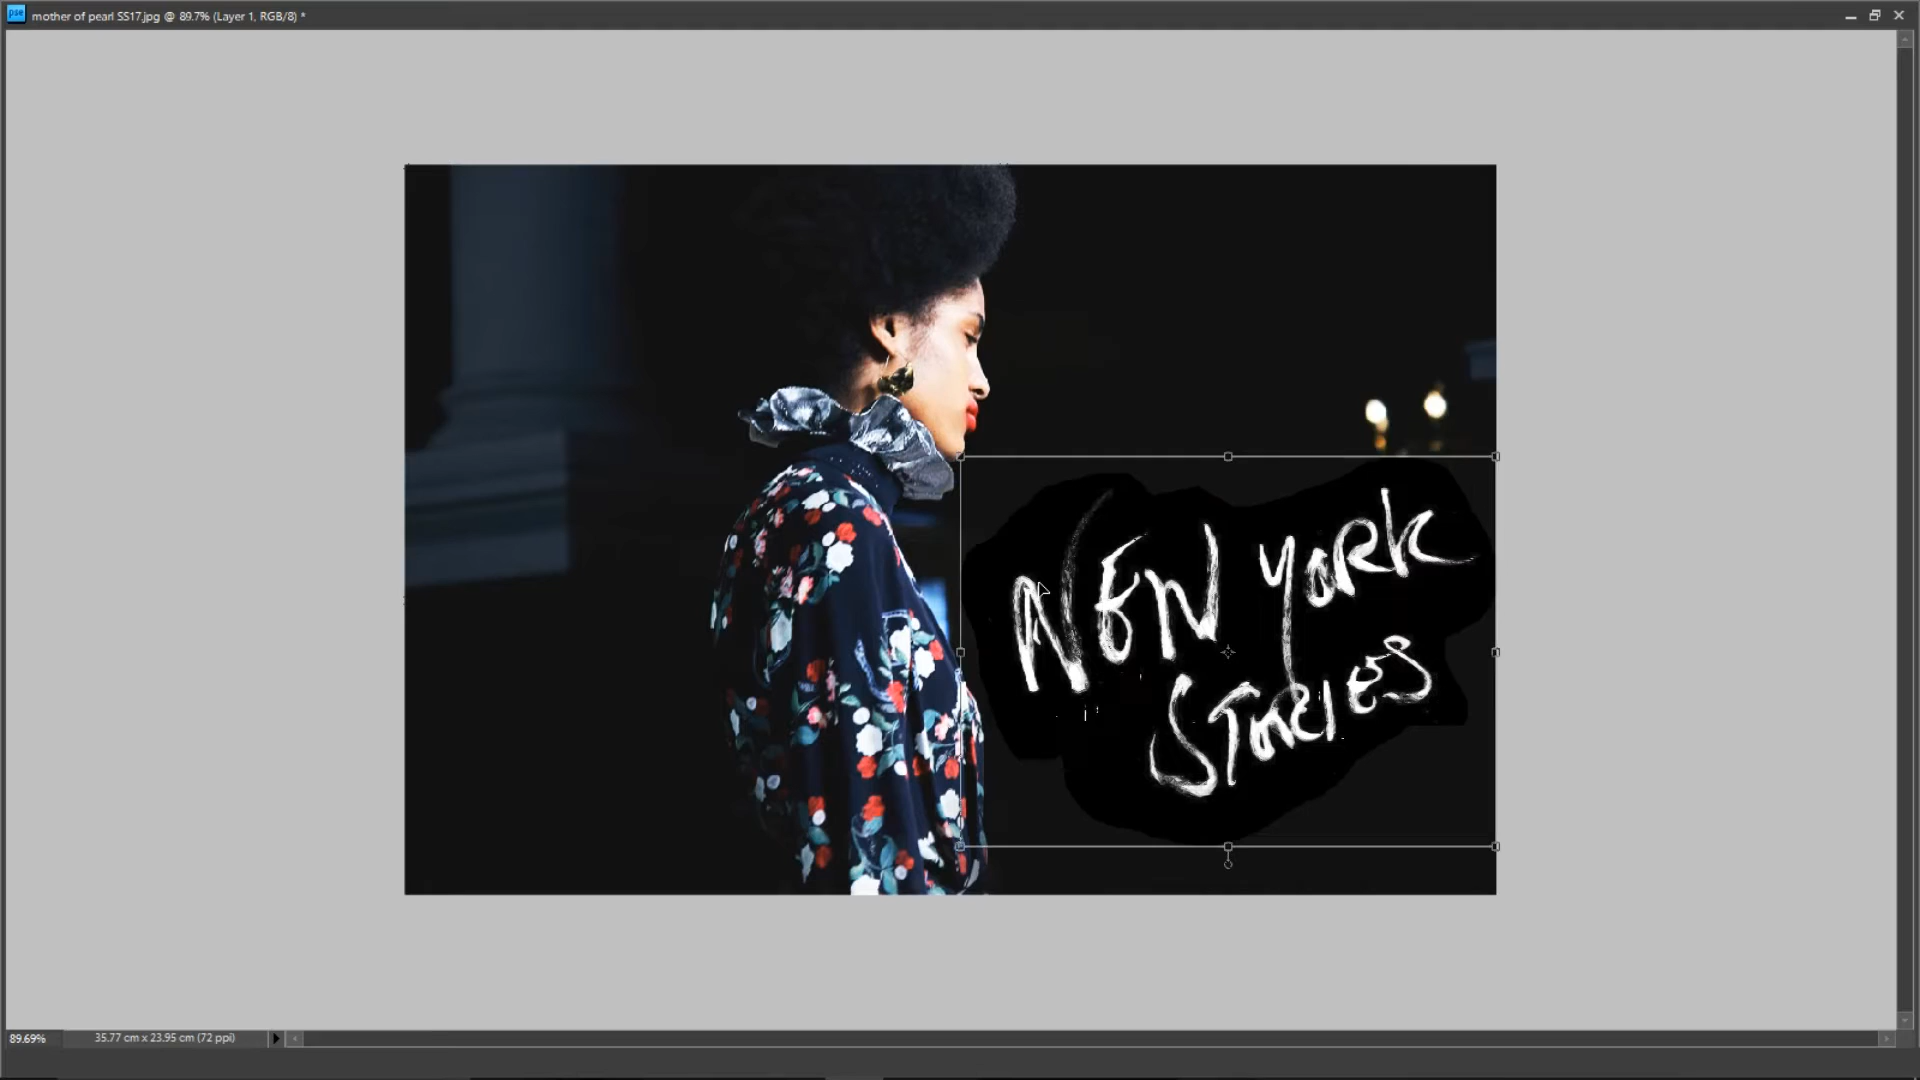 pse mother of pearl SS17.jpg @ 89.7% (Layer 1, RGB/8) *
NEW YORK
STORIES
89.69% 35.77 cm x 23.95 cm (72 ppi)